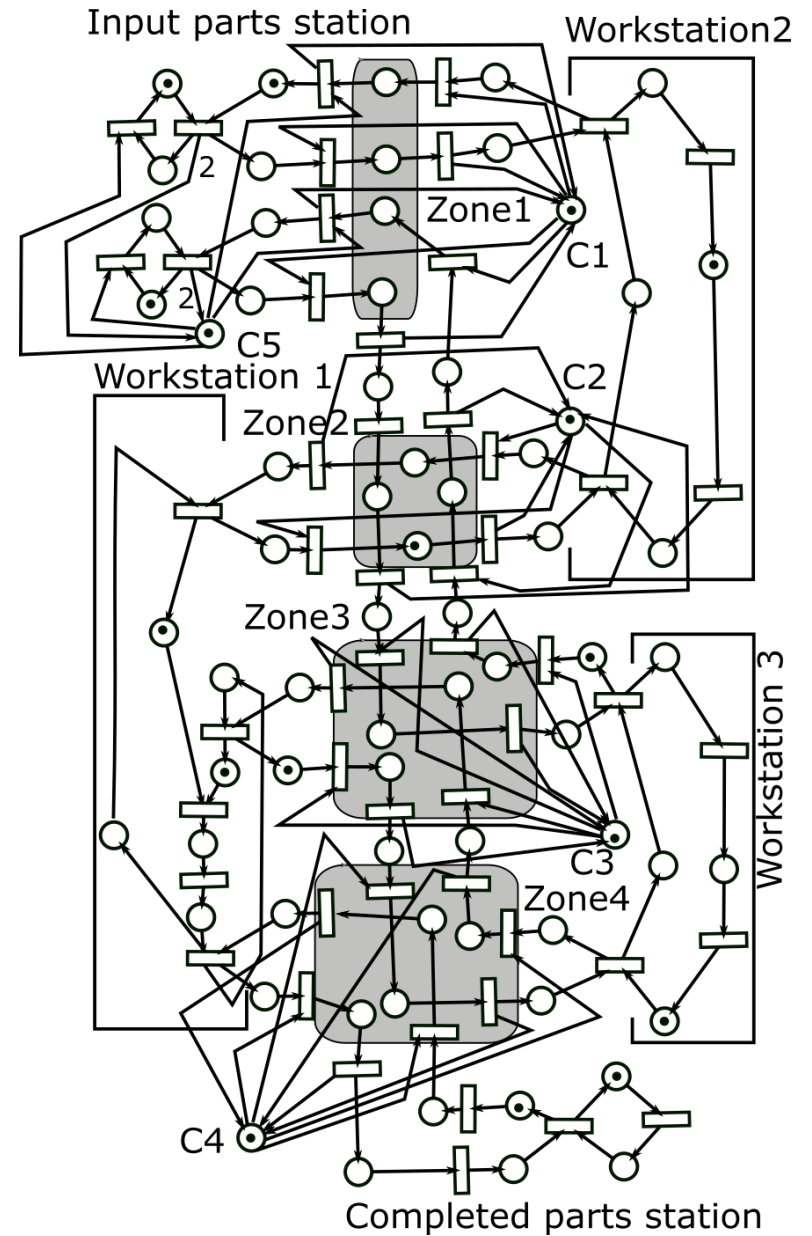 Input parts station
Workstation2
2
Zone1
C1
2
C5
Workstation 1
C2
Zone2
Zone3
Workstation 3
C3
Zone4
C4
Completed parts station